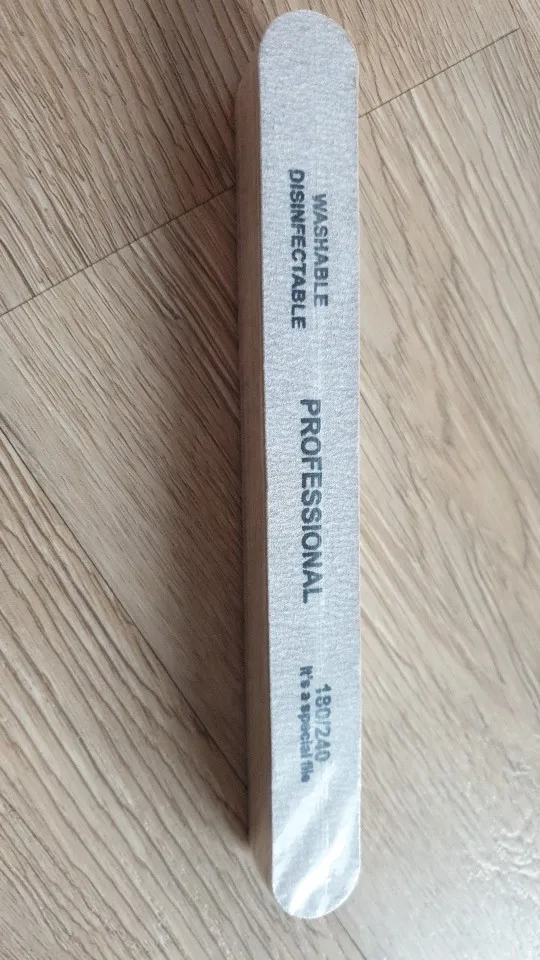 WASHABLE
DISINFECTABLE
PROFESSIONAL
180/240
It's a special file